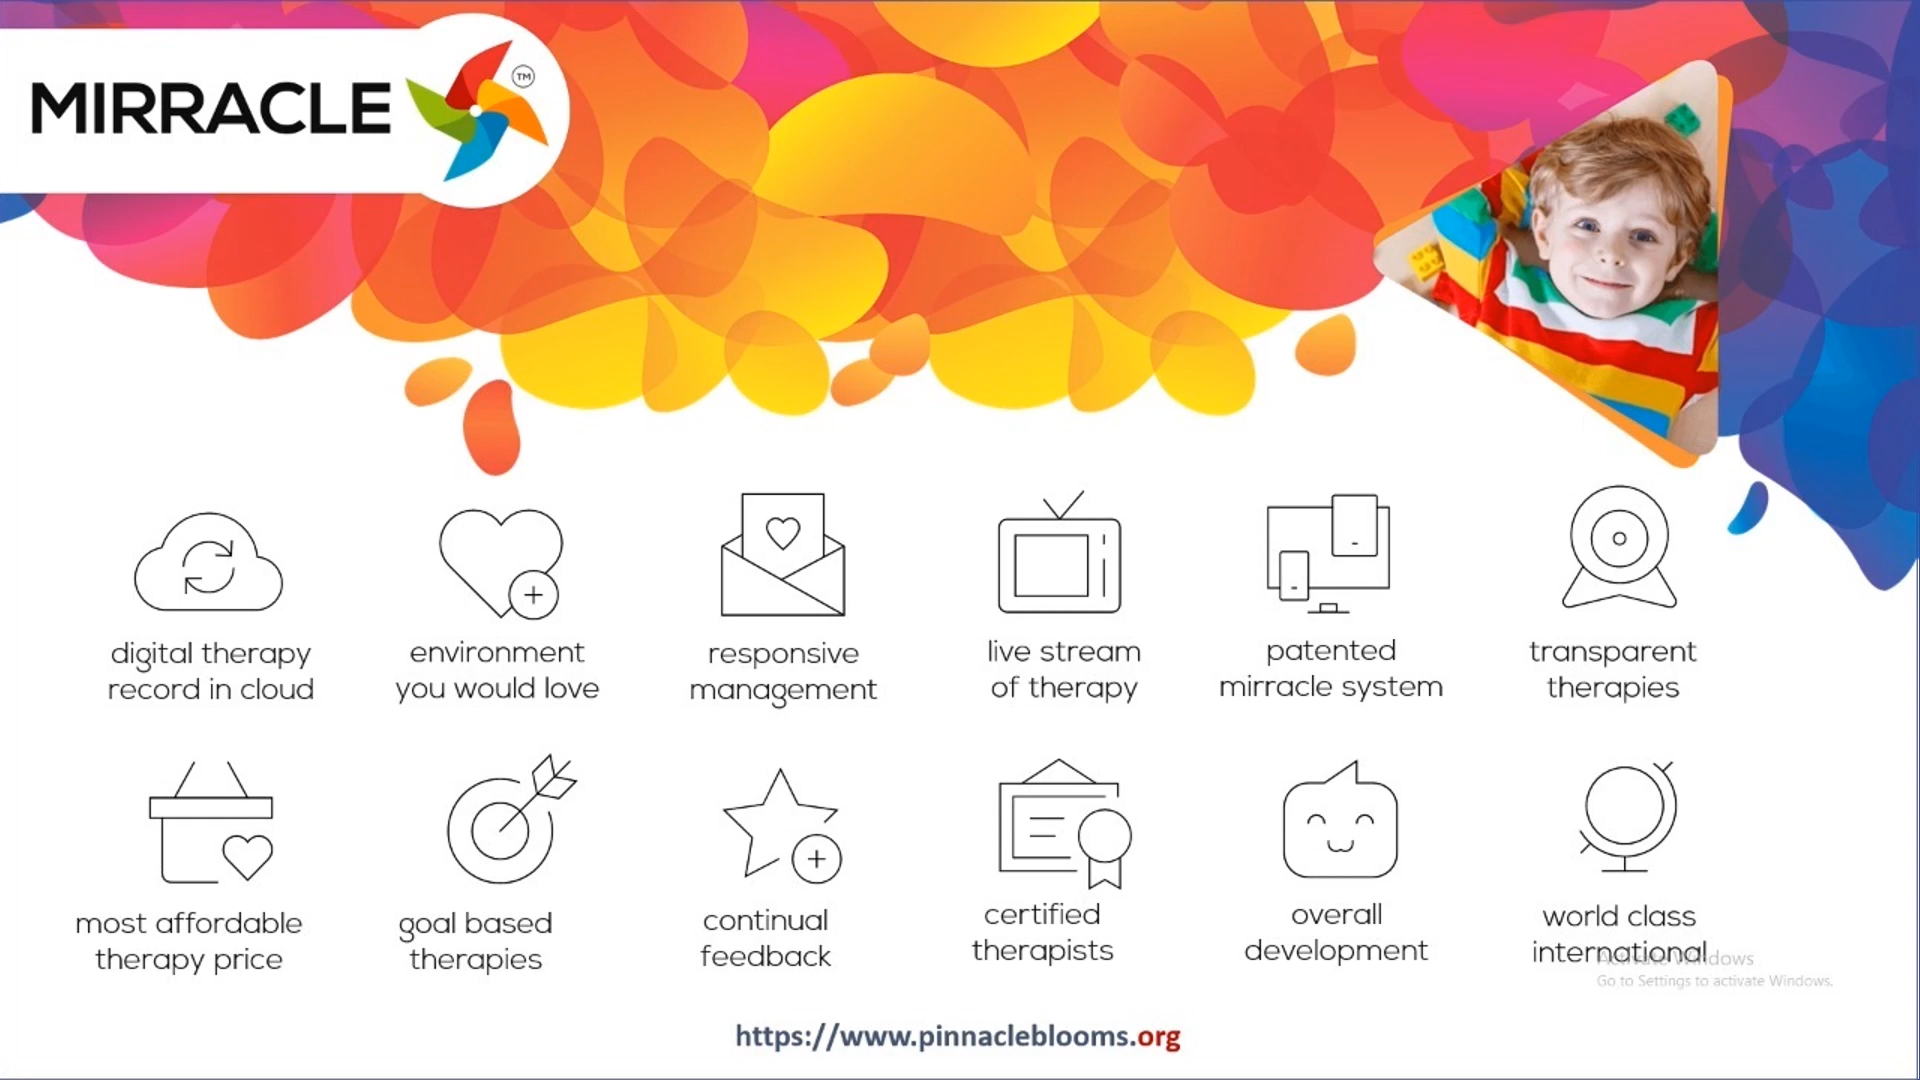 MIRRACLE
TM
digital therapy
record in cloud
environment
you would love
responsive
management
live stream
of therapy
patented
mirracle system
transparent
therapies
most affordable
therapy price
goal based
therapies
continual
feedback
certified
therapists
overall
development
world class
international
Activate Windows
Go to Settings to activate Windows.
https://www.pinnacleblooms.org